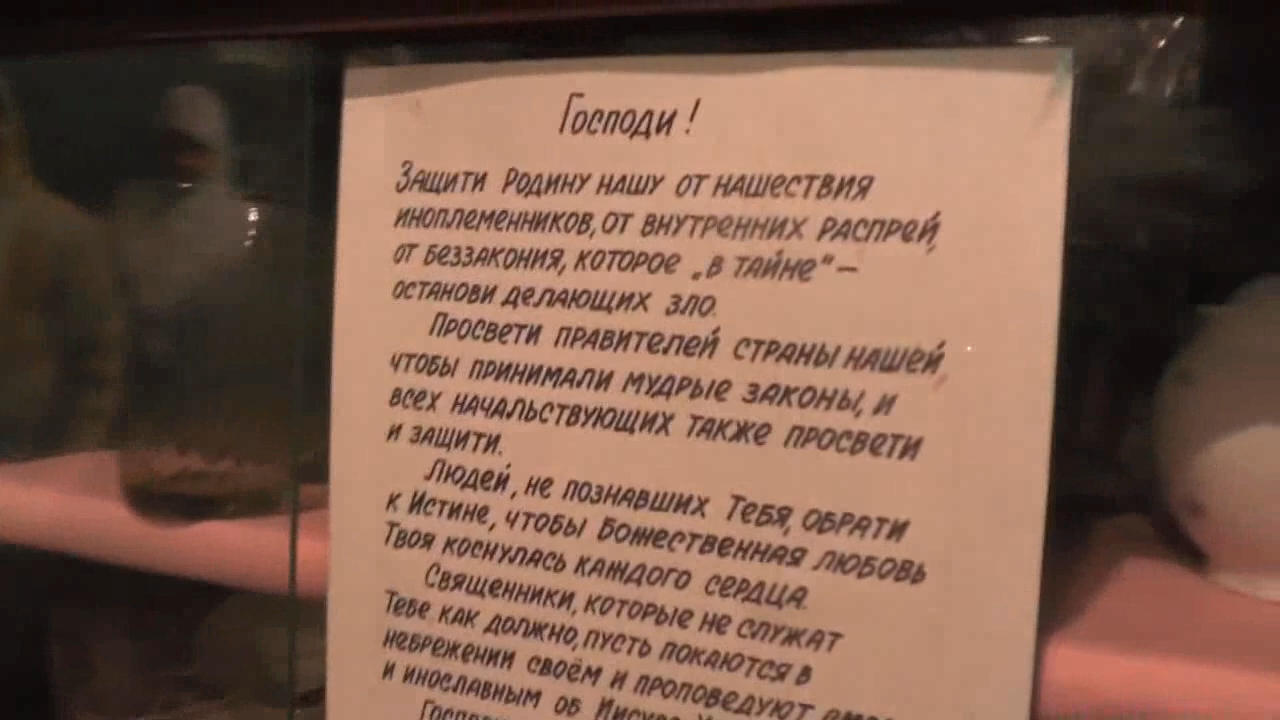 Господи!
Защити Родину нашу от нашествия
иноплеменников, от внутренних распрей,
от беззакония, которое „в тайне“ –
останови делающих зло.
Просвети правителей страны нашей,
чтобы принимали мудрые законы, и
всех начальствующих также просвети
и защити.
Людей, не познавших Тебя, обрати
к Истине, чтобы Божественная любовь
Твоя коснулась каждого сердца.
Священники, которые не служат
Тебе как должно, пусть покаются в
небрежении своём и проповедуют
и инославным об